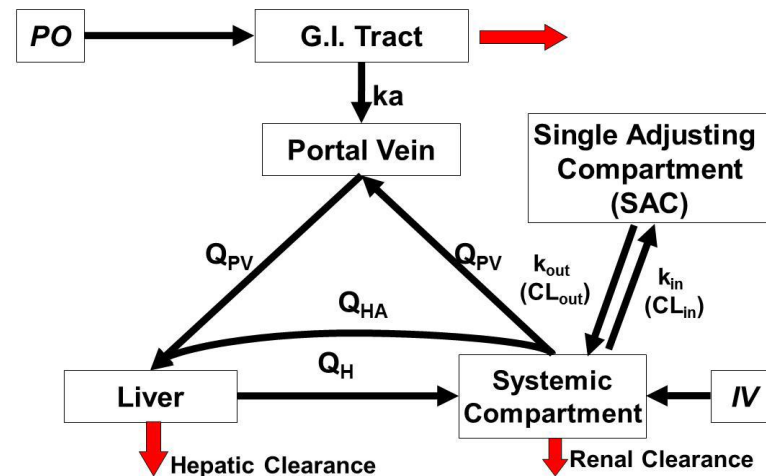 PO
G.I. Tract
ka
Portal Vein
Single Adjusting
Compartment
(SAC)
QPV
QPV
kout
(CLout)
kin
(CLin)
QHA
QH
Liver
Systemic
Compartment
IV
Hepatic Clearance
Renal Clearance